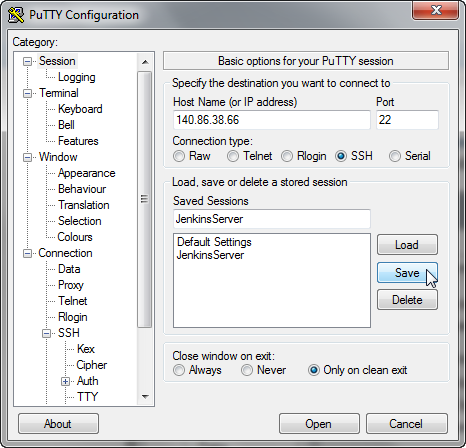 PuTTY Configuration
Category:
Session
Logging
Terminal
Keyboard
Bell
Features
Window
Appearance
Behaviour
Translation
Selection
Colours
Connection
Data
Proxy
Telnet
Rlogin
SSH
Kex
Cipher
Auth
TTY
Basic options for your PuTTY session
Specify the destination you want to connect to
Host Name (or IP address) Port
140.86.38.66 22
Connection type:
Raw Telnet Rlogin SSH Serial
Load, save or delete a stored session
Saved Sessions
JenkinsServer
Default Settings
JenkinsServer
Load
Save
Delete
Close window on exit:
Always Never Only on clean exit
About Open Cancel